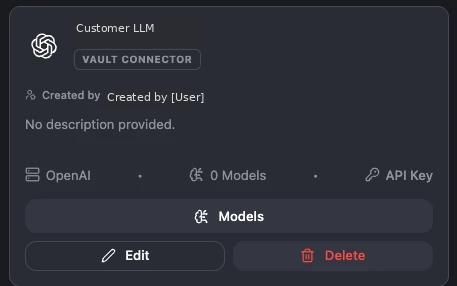 Customer LLM
VAULT CONNECTOR
Created by Created by [User]
No description provided.
OpenAI • 0 Models • API Key
Models
Edit Delete